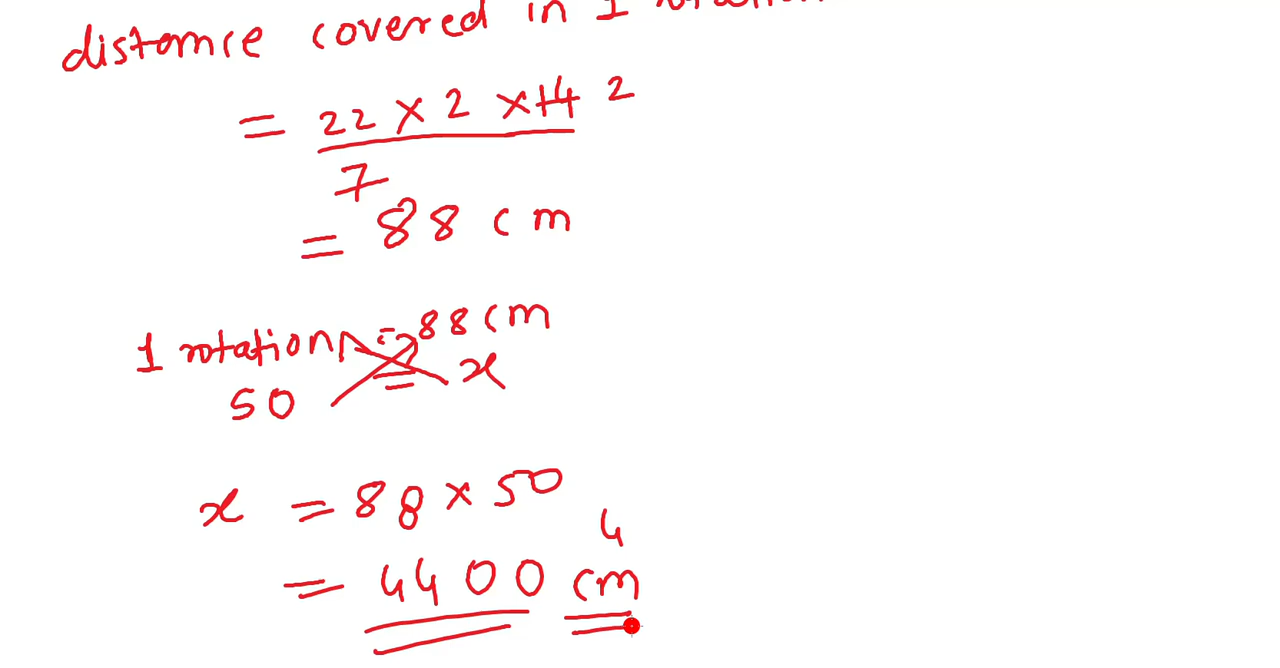 distance covered in 1 rotation
= 22 × 2 × 14 2
7
= 88 cm
1 rotation = 88 cm
50 = x
x = 88 × 50
4
= 4400 cm